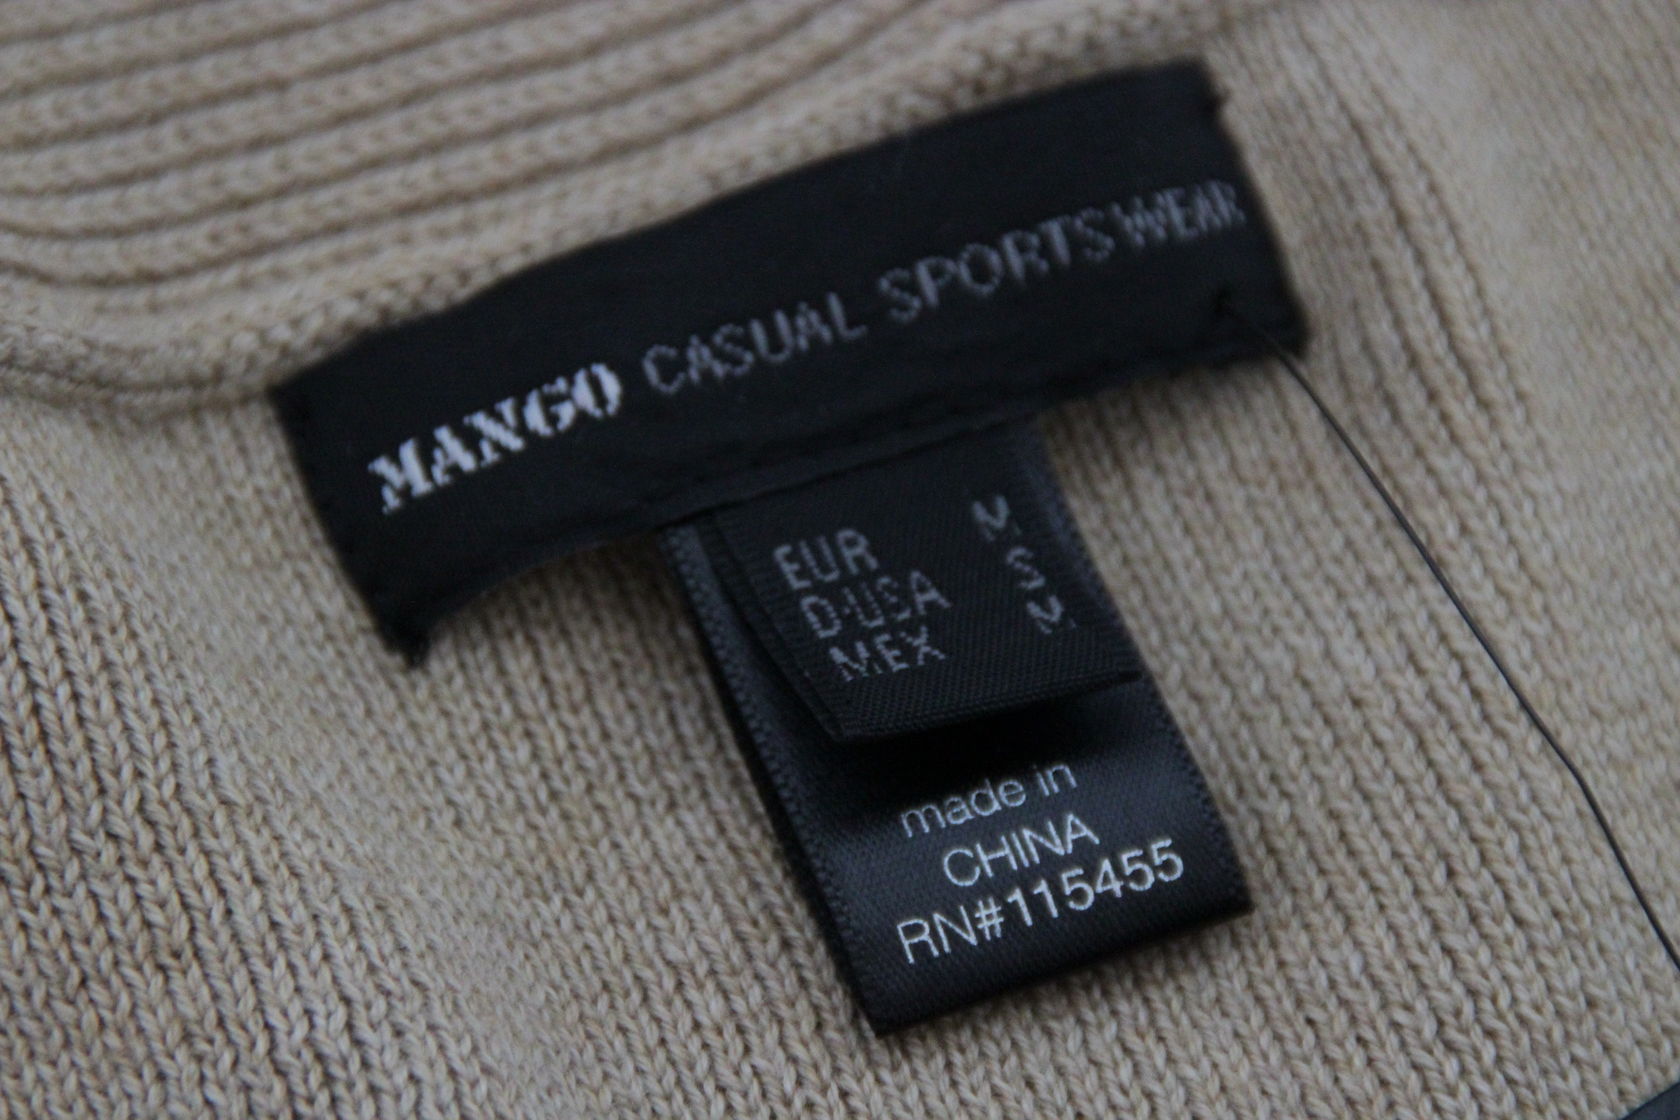 MANGO CASUAL SPORTSWEAR
EUR M
D·USA S
MEX M
made in
CHINA
RN#115455